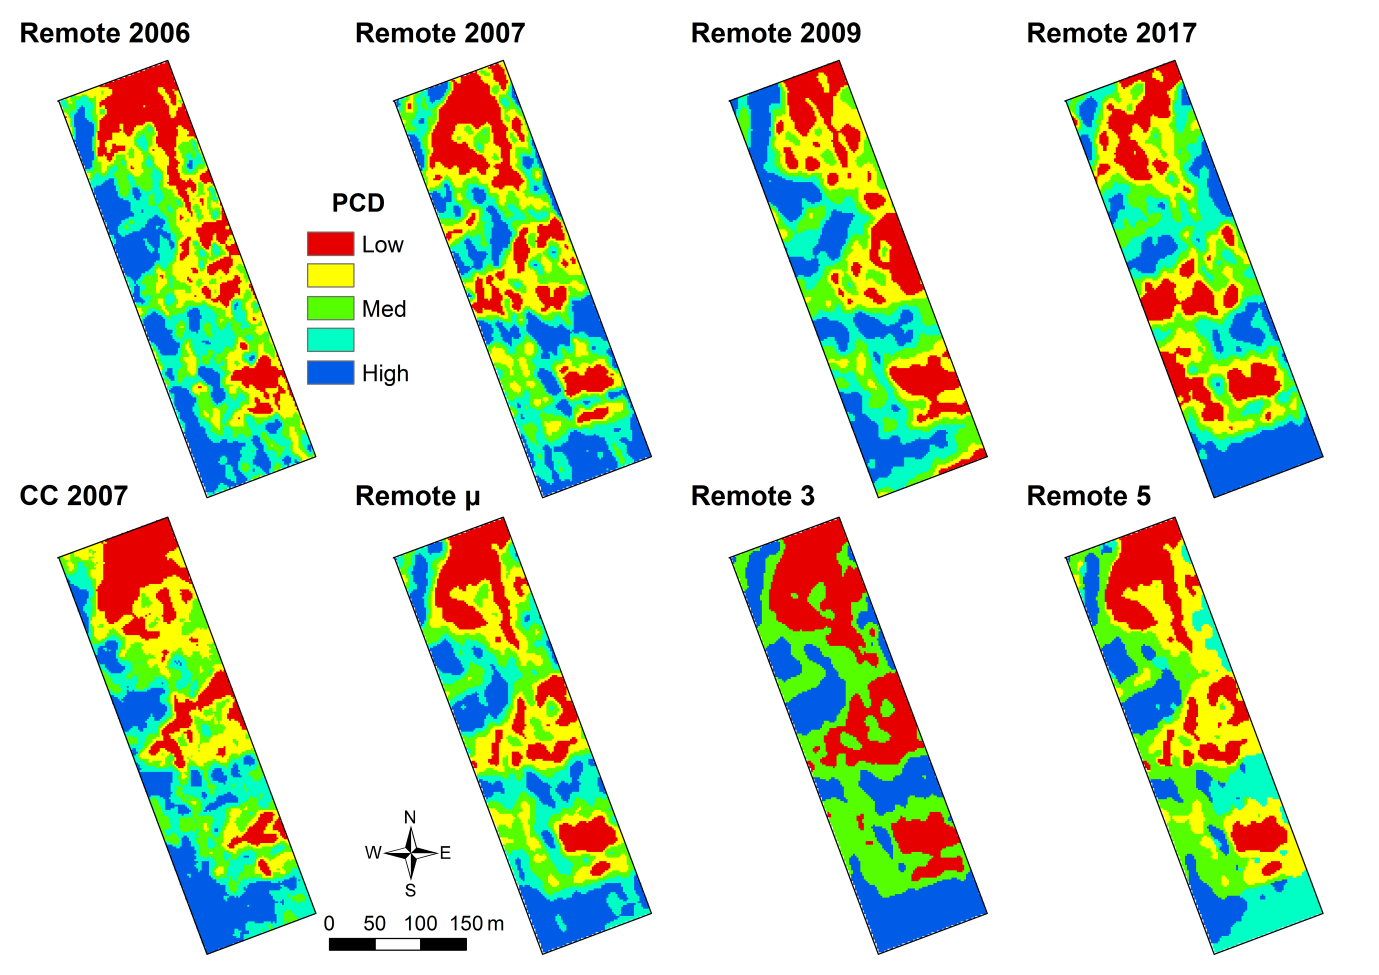 Remote 2006
Remote 2007
Remote 2009
Remote 2017
PCD
Low
Med
High
CC 2007
Remote µ
Remote 3
Remote 5
N
W E
S
0 50 100 150 m